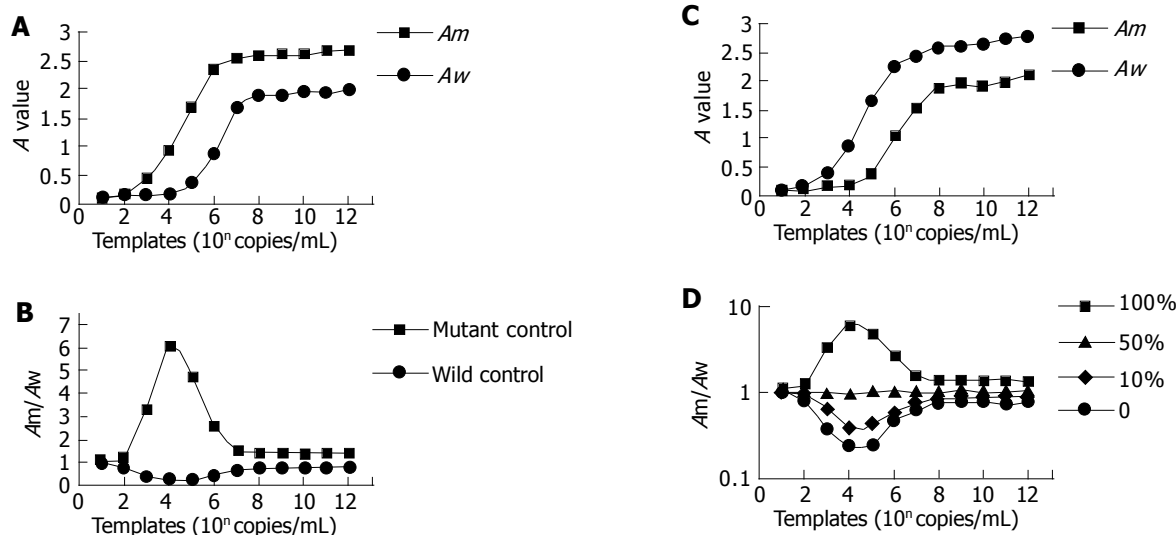 A
3
2.5
2
1.5
1
0.5
0
A value
0 2 4 6 8 10 12
Templates (10ⁿ copies/mL)
Am
Aw
C
3
2.5
2
1.5
1
0.5
0
A value
0 2 4 6 8 10 12
Templates (10ⁿ copies/mL)
Am
Aw
B
7
6
5
4
3
2
1
0
Am/Aw
0 2 4 6 8 10 12
Templates (10ⁿ copies/mL)
Mutant control
Wild control
D
10
1
0.1
Am/Aw
0 2 4 6 8 10 12
Templates (10ⁿ copies/mL)
100%
50%
10%
0